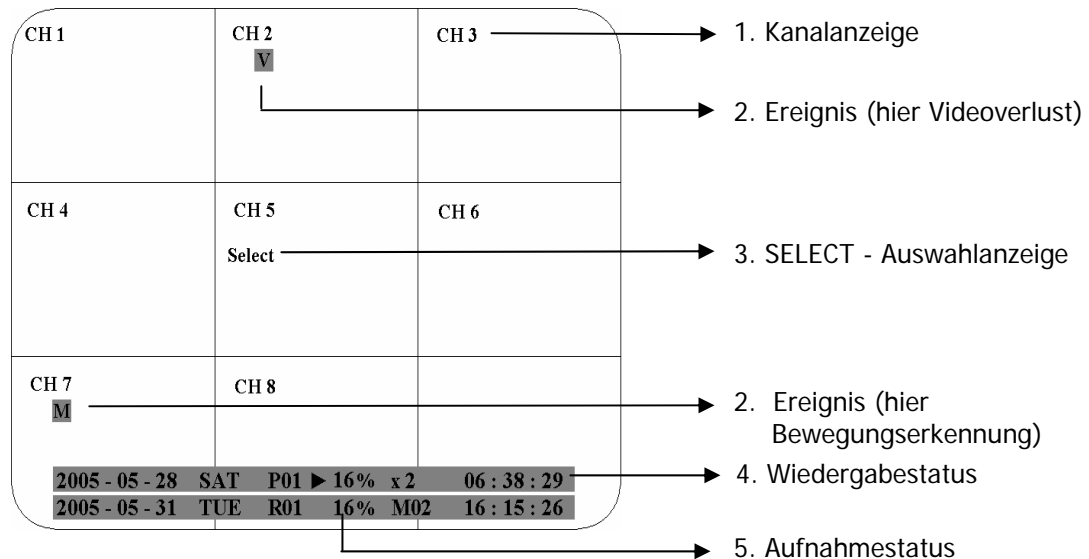 CH 1
CH 2
CH 3
1. Kanalanzeige
V
2. Ereignis (hier Videoverlust)
CH 4
CH 5
CH 6
Select
3. SELECT - Auswahlanzeige
CH 7
CH 8
M
2. Ereignis (hier
Bewegungserkennung)
2005 - 05 - 28 SAT P01 ▶ 16% x 2 06 : 38 : 29
4. Wiedergabestatus
2005 - 05 - 31 TUE R01 16% M02 16 : 15 : 26
5. Aufnahmestatus